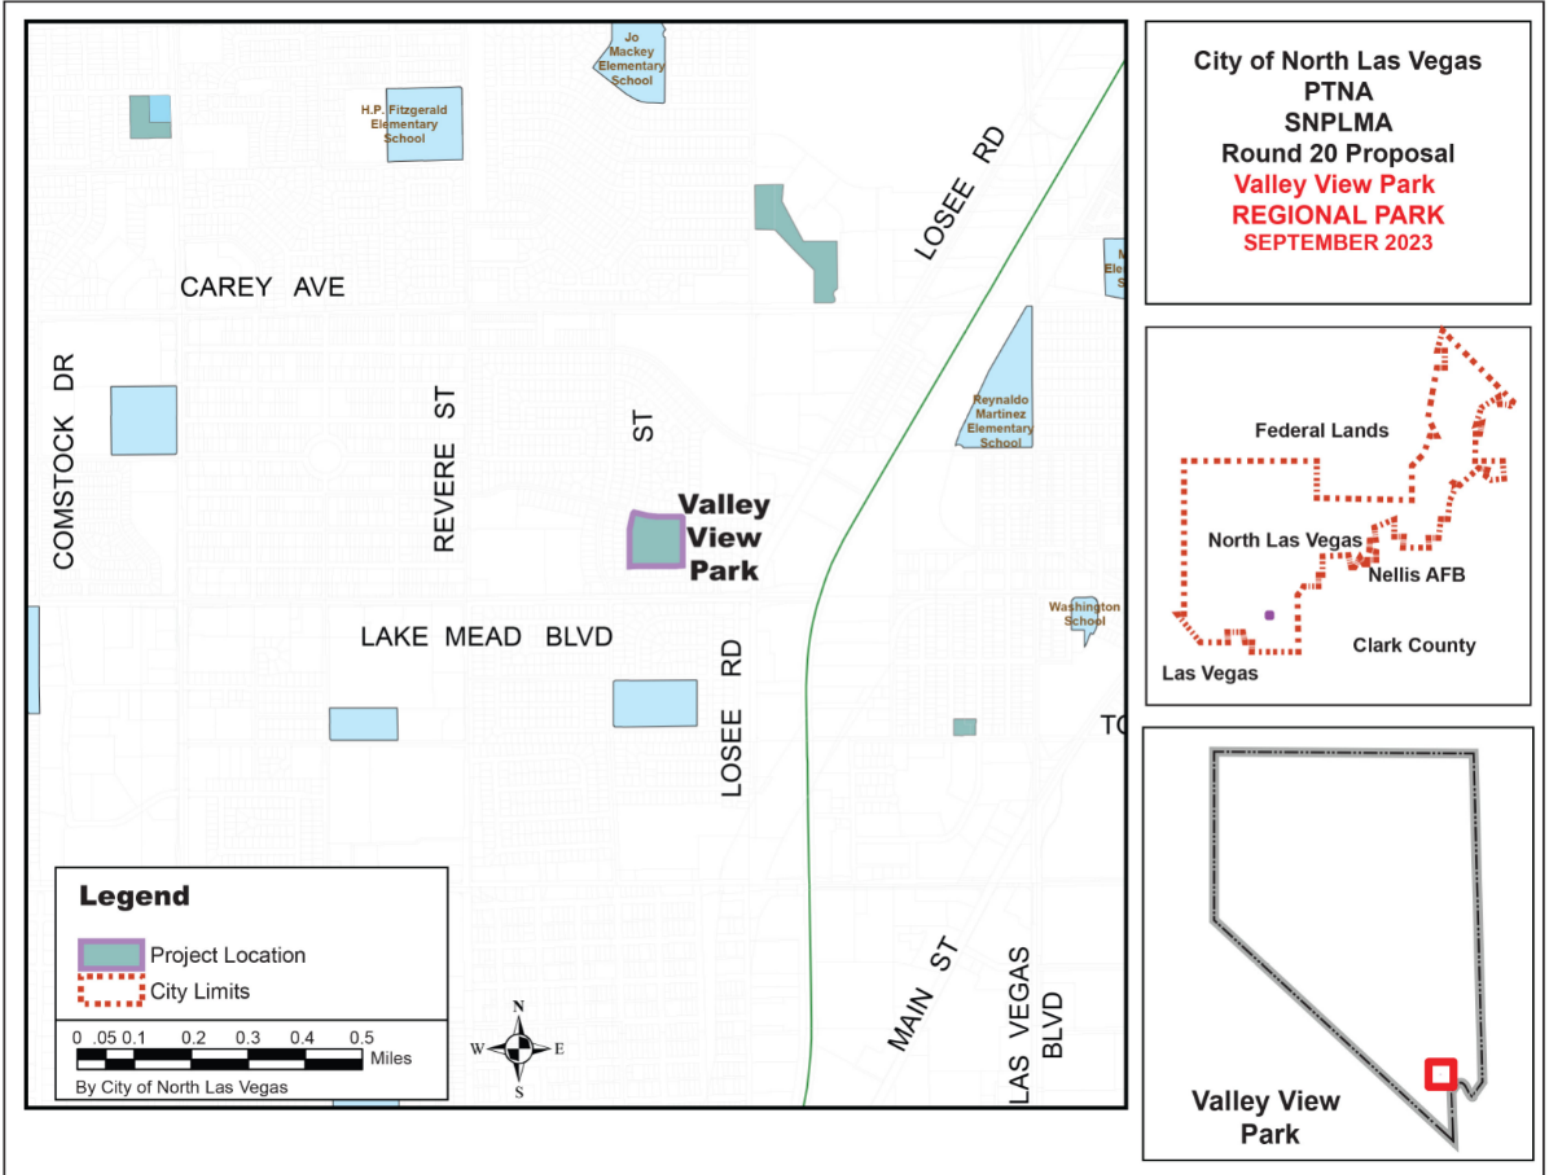 Jo
Mackey
Elementary
School
H.P. Fitzgerald
Elementary
School
LOSEE RD
CAREY AVE
COMSTOCK DR
REVERE ST
ST
Reynaldo
Martinez
Elementary
School
Valley
View
Park
Washington
School
LAKE MEAD BLVD
LOSEE RD
MAIN ST
LAS VEGAS
BLVD
Legend
Project Location
City Limits
0 .05 0.1 0.2 0.3 0.4 0.5
Miles
By City of North Las Vegas
N
W E
S
City of North Las Vegas
PTNA
SNPLMA
Round 20 Proposal
Valley View Park
REGIONAL PARK
SEPTEMBER 2023
Federal Lands
North Las Vegas
Nellis AFB
Clark County
Las Vegas
Valley View
Park